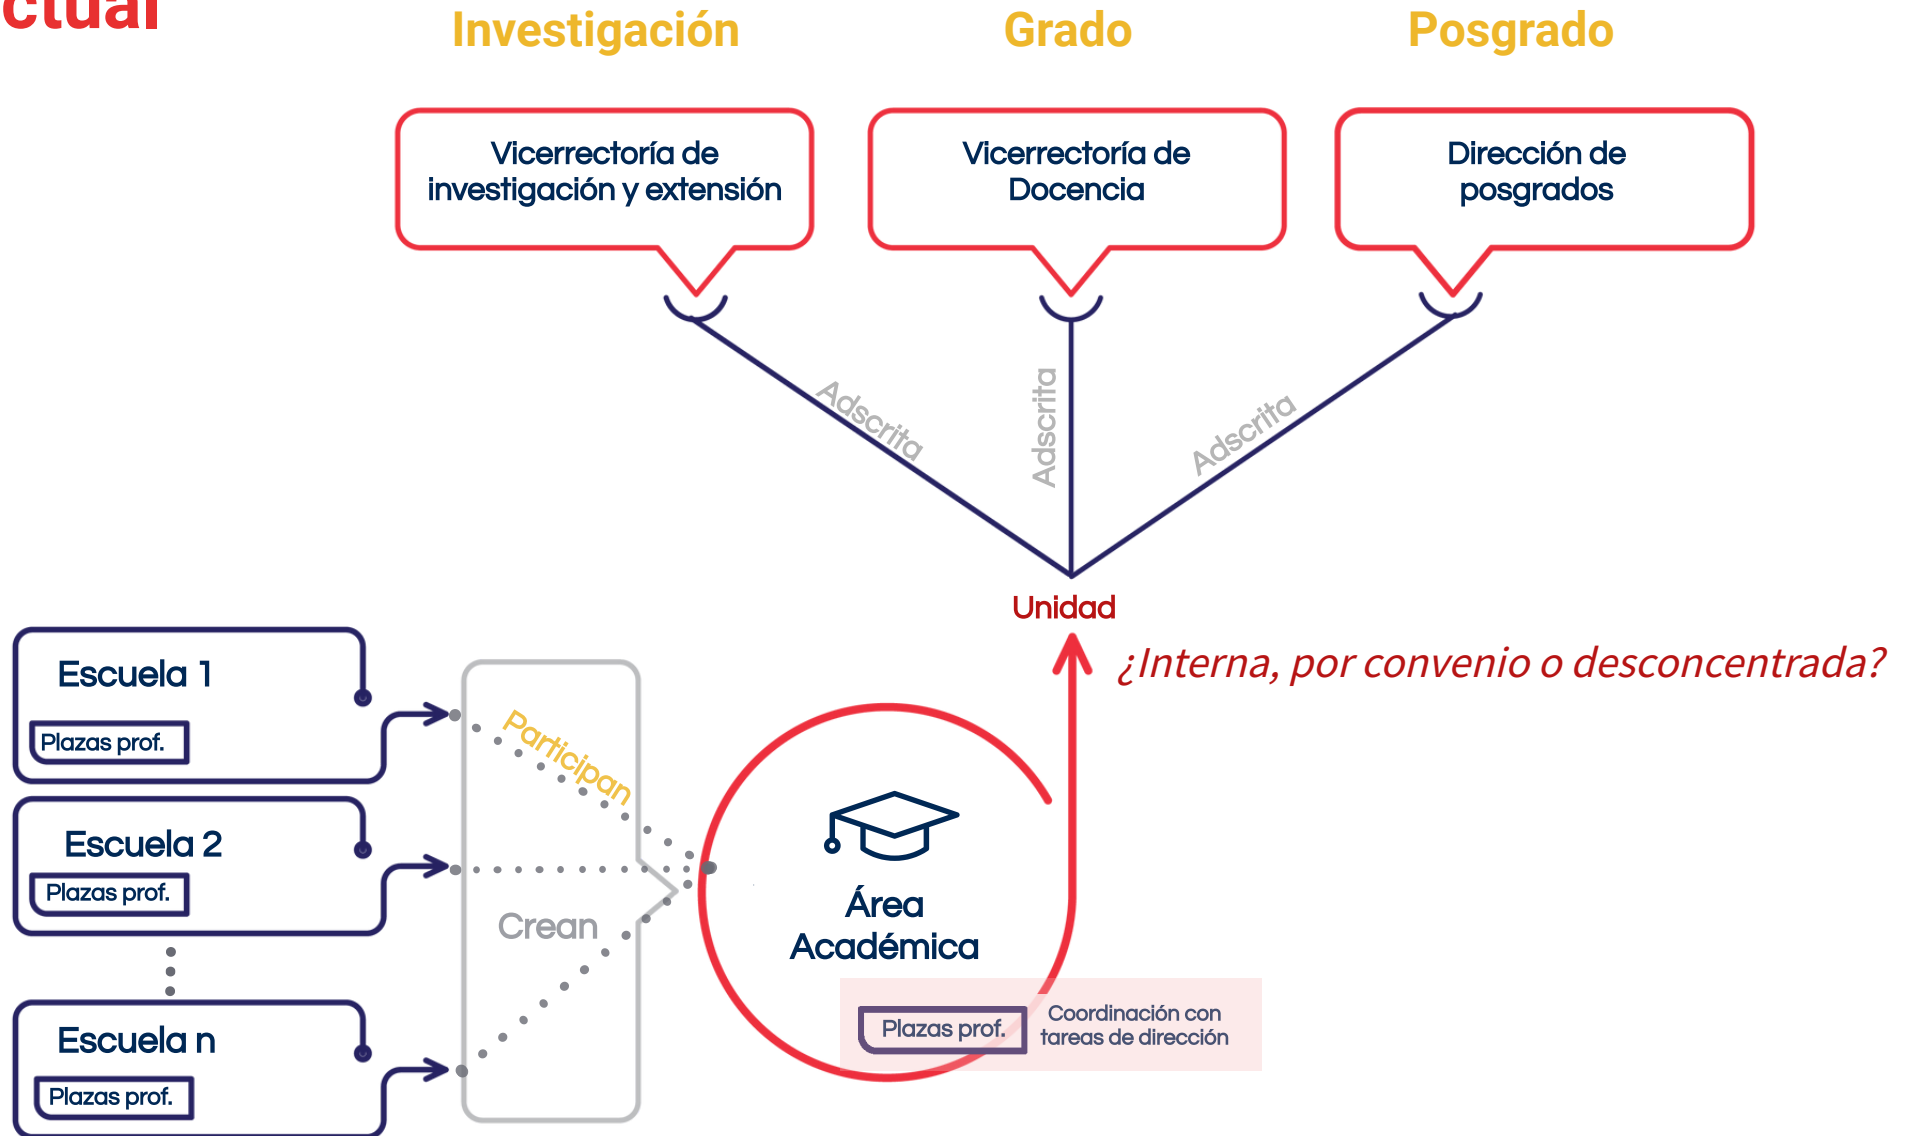 ctual
Investigación
Grado
Posgrado
Vicerrectoría de
investigación y extensión
Vicerrectoría de
Docencia
Dirección de
posgrados
Adscrita
Adscrita
Adscrita
Unidad
¿Interna, por convenio o desconcentrada?
Escuela 1
Plazas prof.
Escuela 2
Plazas prof.
Escuela n
Plazas prof.
Participan
Crean
Área
Académica
Plazas prof.
Coordinación con
tareas de dirección